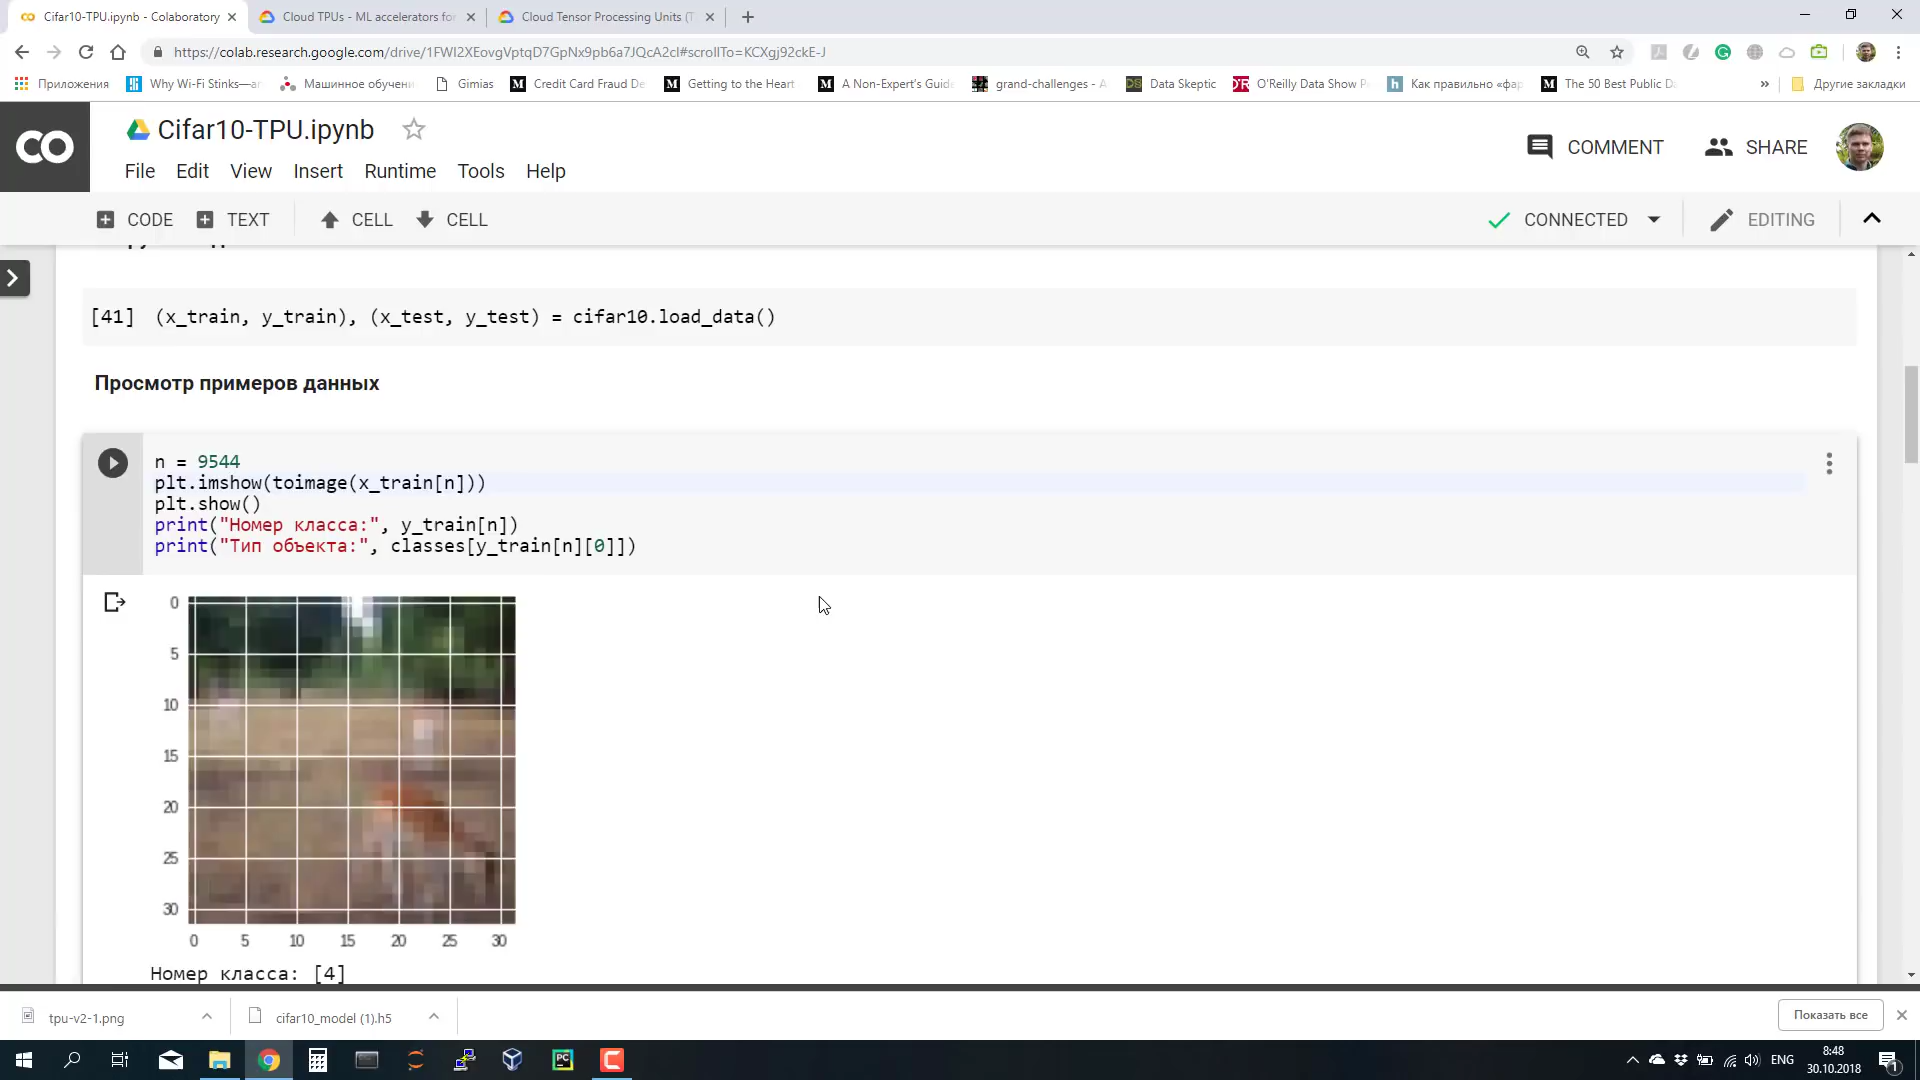 Cifar10-TPU.ipynb - Colaboratory
Cloud TPUs - ML accelerators for
Cloud Tensor Processing Units (T
https://colab.research.google.com/drive/1FWI2XEovgVptqD7GpNx9pb6a7JQcA2cI#scrollTo=KCXgj92ckE-J
Приложения
Why Wi-Fi Stinks—ar
Машинное обучени
Gimias
Credit Card Fraud De
Getting to the Heart
A Non-Expert's Guide
grand-challenges - A
Data Skeptic
O'Reilly Data Show P
Как правильно «фар
The 50 Best Public Da
»
Другие закладки
CO
Cifar10-TPU.ipynb
COMMENT
SHARE
File Edit View Insert Runtime Tools Help
CODE TEXT CELL CELL
CONNECTED
EDITING
[41] (x_train, y_train), (x_test, y_test) = cifar10.load_data()
Просмотр примеров данных
n = 9544
plt.imshow(toimage(x_train[n]))
plt.show()
print("Номер класса:", y_train[n])
print("Тип объекта:", classes[y_train[n][0]])
0
5
10
15
20
25
30
0 5 10 15 20 25 30
Номер класса: [4]
tpu-v2-1.png
cifar10_model (1).h5
Показать все
ENG
8:48
30.10.2018
1